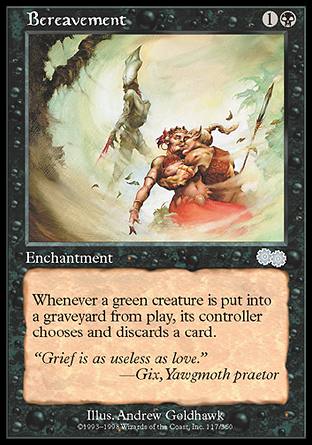 Bereavement 1
Enchantment
Whenever a green creature is put into
a graveyard from play, its controller
chooses and discards a card.
“Grief is as useless as love.”
—Gix, Yawgmoth praetor
Illus. Andrew Goldhawk
©1993–1998 Wizards of the Coast, Inc. 117/350